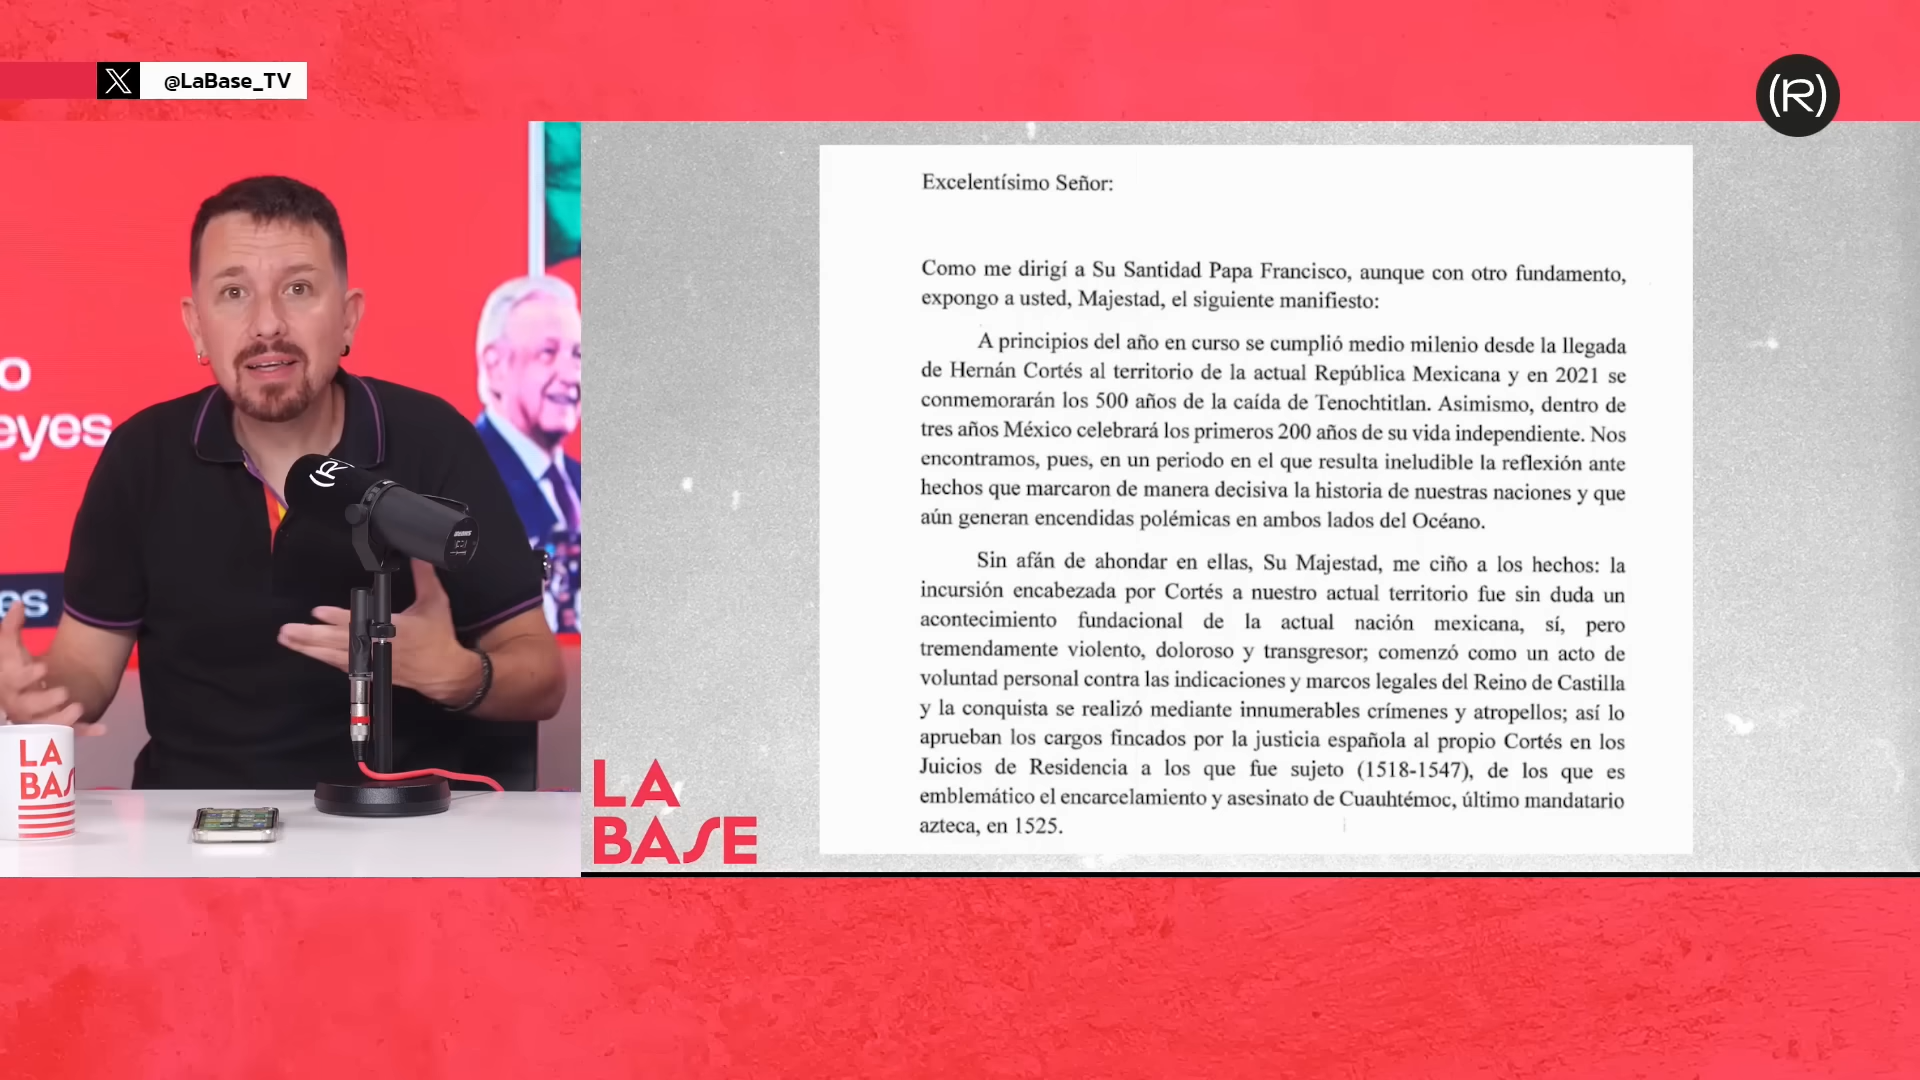 @LaBase_TV
(R)
o
eyes
es
(R)
LA
BAS
LA
BASE
Excelentísimo Señor:
Como me dirigí a Su Santidad Papa Francisco, aunque con otro fundamento,
expongo a usted, Majestad, el siguiente manifiesto:
A principios del año en curso se cumplió medio milenio desde la llegada
de Hernán Cortés al territorio de la actual República Mexicana y en 2021 se
conmemorarán los 500 años de la caída de Tenochtitlan. Asimismo, dentro de
tres años México celebrará los primeros 200 años de su vida independiente. Nos
encontramos, pues, en un periodo en el que resulta ineludible la reflexión ante
hechos que marcaron de manera decisiva la historia de nuestras naciones y que
aún generan encendidas polémicas en ambos lados del Océano.
Sin afán de ahondar en ellas, Su Majestad, me ciño a los hechos: la
incursión encabezada por Cortés a nuestro actual territorio fue sin duda un
acontecimiento fundacional de la actual nación mexicana, sí, pero
tremendamente violento, doloroso y transgresor; comenzó como un acto de
voluntad personal contra las indicaciones y marcos legales del Reino de Castilla
y la conquista se realizó mediante innumerables crímenes y atropellos; así lo
aprueban los cargos fincados por la justicia española al propio Cortés en los
Juicios de Residencia a los que fue sujeto (1518-1547), de los que es
emblemático el encarcelamiento y asesinato de Cuauhtémoc, último mandatario
azteca, en 1525.